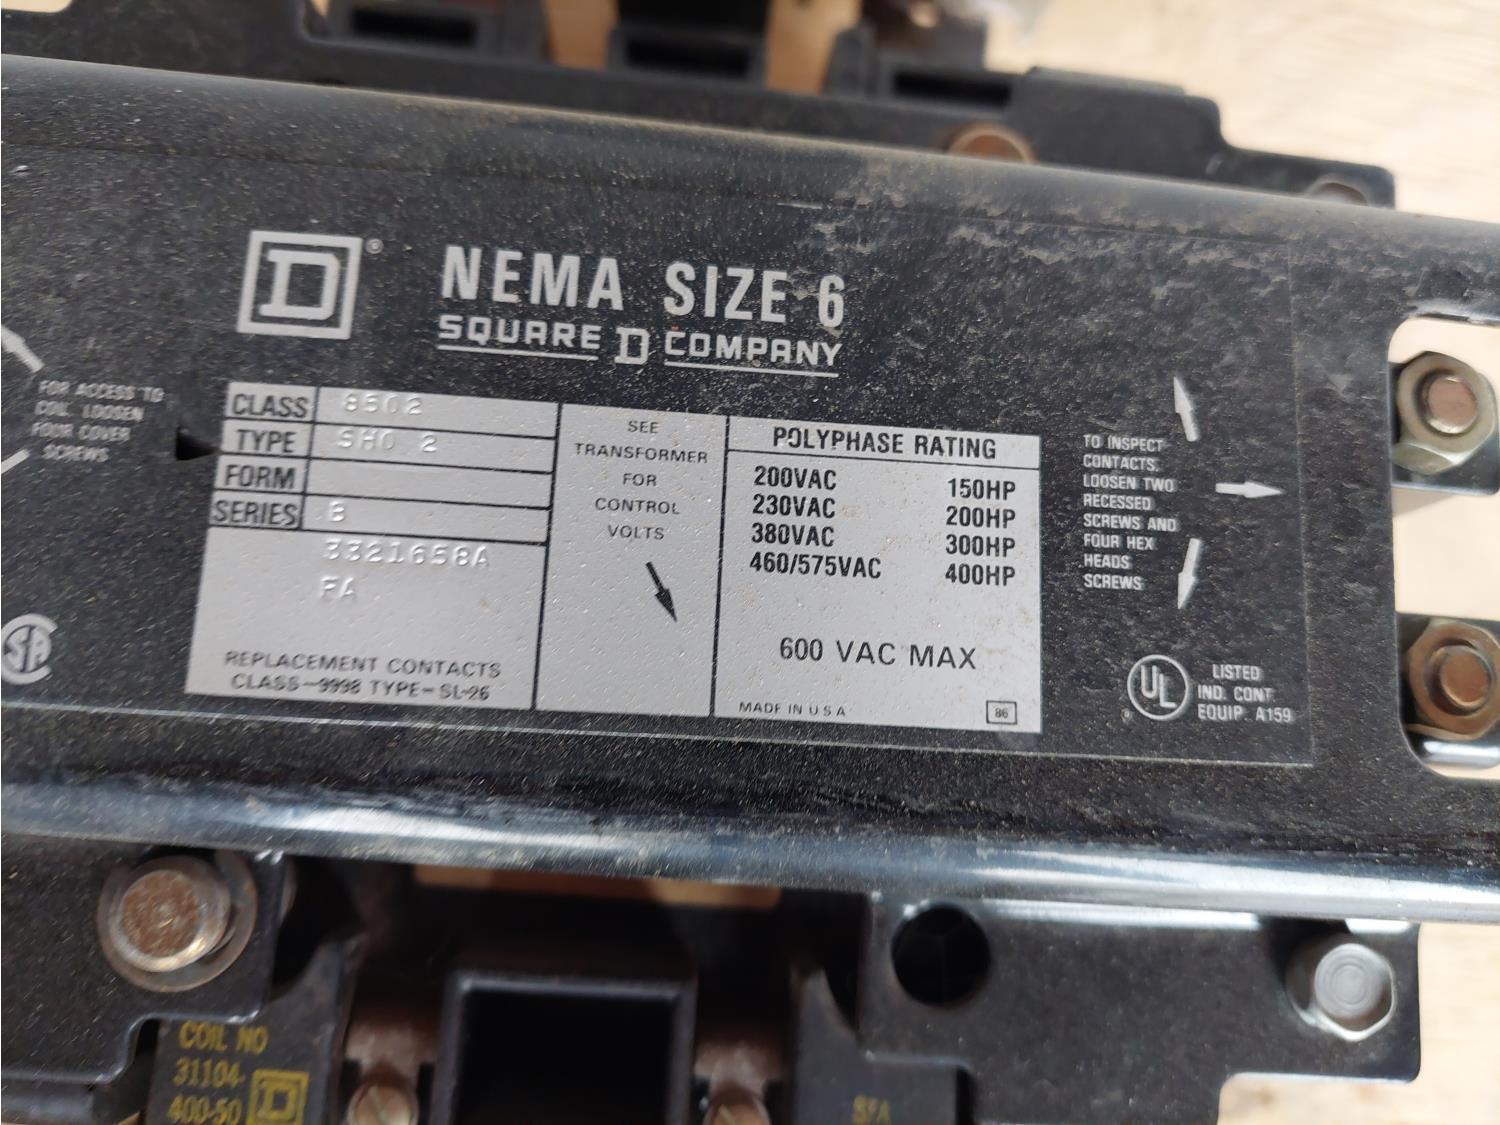 D ®
NEMA SIZE 6
SQUARE D COMPANY
FOR ACCESS TO
COIL LOOSEN
FOUR COVER
SCREWS
CLASS 8502
TYPE SHO 2
FORM
SERIES B
3321658A
FA
REPLACEMENT CONTACTS
CLASS-9998 TYPE-SL-26
SEE
TRANSFORMER
FOR
CONTROL
VOLTS
POLYPHASE RATING
200VAC 150HP
230VAC 200HP
380VAC 300HP
460/575VAC 400HP
600 VAC MAX
MADE IN U S A 86
TO INSPECT
CONTACTS,
LOOSEN TWO
RECESSED
SCREWS AND
FOUR HEX
HEADS
SCREWS
SA
UL ®
LISTED
IND. CONT.
EQUIP. A159
COIL NO
31104-
400-50 D